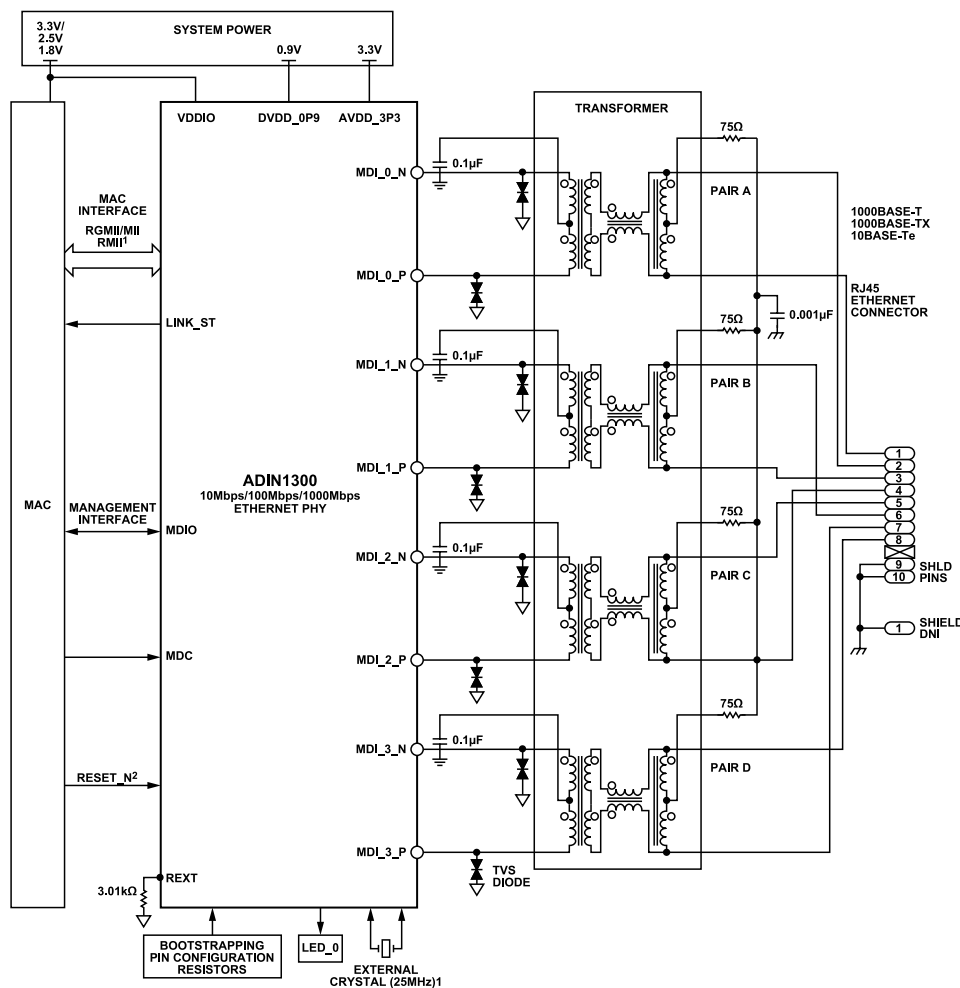 SYSTEM POWER
3.3V/
2.5V
1.8V
0.9V
3.3V
VDDIO
DVDD_0P9
AVDD_3P3
TRANSFORMER
75Ω
0.1µF
MDI_0_N
PAIR A
MAC
INTERFACE
RGMII/MII
RMII¹
1000BASE-T
1000BASE-TX
10BASE-Te
MDI_0_P
RJ45
ETHERNET
CONNECTOR
LINK_ST
75Ω
0.001µF
0.1µF
MDI_1_N
PAIR B
MDI_1_P
ADIN1300
10Mbps/100Mbps/1000Mbps
ETHERNET PHY
MAC
MANAGEMENT
INTERFACE
MDIO
75Ω
0.1µF
MDI_2_N
PAIR C
1
2
3
4
5
6
7
8
9
10
SHLD
PINS
1
SHIELD
DNI
MDC
MDI_2_P
75Ω
0.1µF
MDI_3_N
PAIR D
RESET_N²
MDI_3_P
TVS
DIODE
REXT
3.01kΩ
BOOTSTRAPPING
PIN CONFIGURATION
RESISTORS
LED_0
EXTERNAL
CRYSTAL (25MHz)1